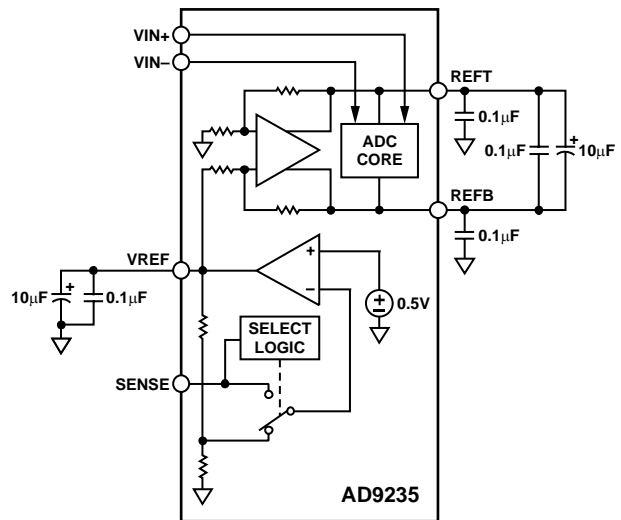 VIN+
VIN–
REFT
0.1μF
ADC
CORE
0.1μF
10μF
+
REFB
0.1μF
VREF
+
10μF
0.1μF
+
–
0.5V
SELECT
LOGIC
SENSE
AD9235